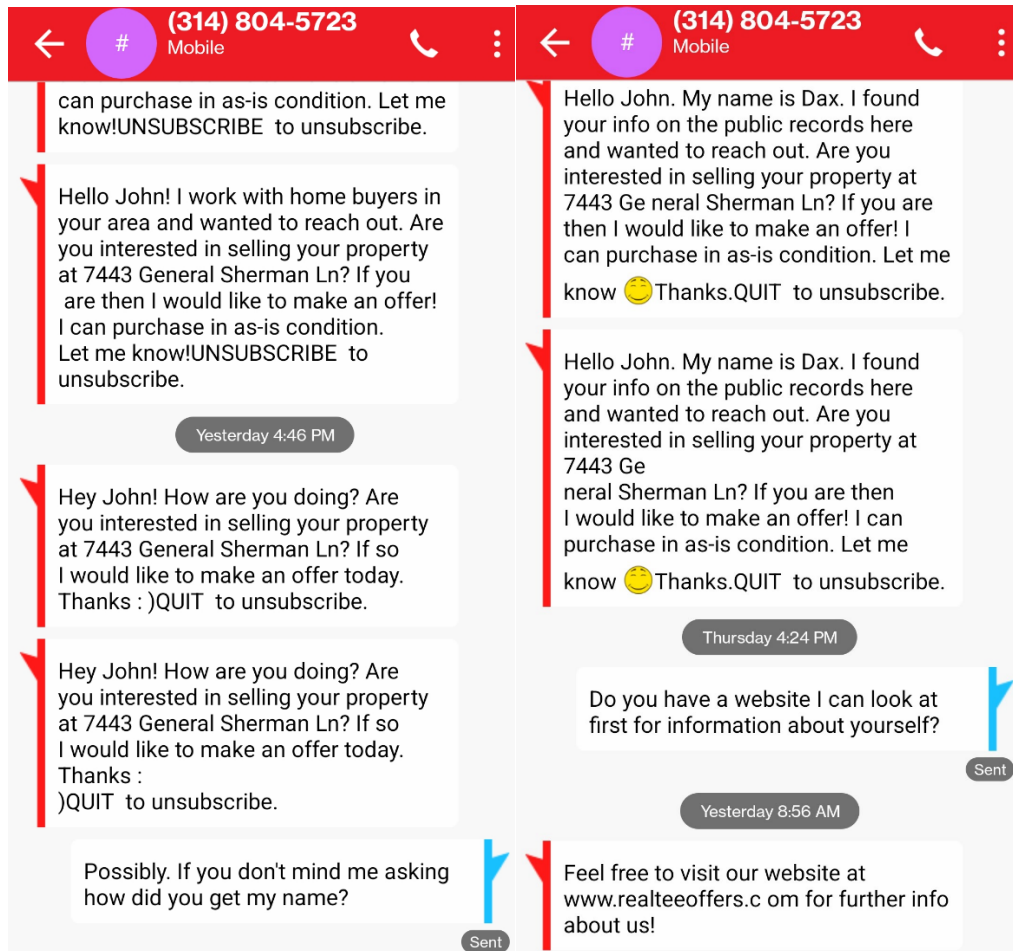 (314) 804-5723
Mobile
can purchase in as-is condition. Let me
know!UNSUBSCRIBE  to unsubscribe.
Hello John! I work with home buyers in
your area and wanted to reach out. Are
you interested in selling your property
at 7443 General Sherman Ln? If you
are then I would like to make an offer!
I can purchase in as-is condition.
Let me know!UNSUBSCRIBE  to
unsubscribe.
Yesterday 4:46 PM
Hey John! How are you doing? Are
you interested in selling your property
at 7443 General Sherman Ln? If so
I would like to make an offer today.
Thanks : )QUIT  to unsubscribe.
Hey John! How are you doing? Are
you interested in selling your property
at 7443 General Sherman Ln? If so
I would like to make an offer today.
Thanks :
)QUIT  to unsubscribe.
Possibly. If you don't mind me asking
how did you get my name?
Sent
(314) 804-5723
Mobile
Hello John. My name is Dax. I found
your info on the public records here
and wanted to reach out. Are you
interested in selling your property at
7443 Ge neral Sherman Ln? If you are
then I would like to make an offer! I
can purchase in as-is condition. Let me
know 😊Thanks.QUIT  to unsubscribe.
Hello John. My name is Dax. I found
your info on the public records here
and wanted to reach out. Are you
interested in selling your property at
7443 Ge
neral Sherman Ln? If you are then
I would like to make an offer! I can
purchase in as-is condition. Let me
know 😊Thanks.QUIT  to unsubscribe.
Thursday 4:24 PM
Do you have a website I can look at
first for information about yourself?
Sent
Yesterday 8:56 AM
Feel free to visit our website at
www.realteeoffers.c om for further info
about us!